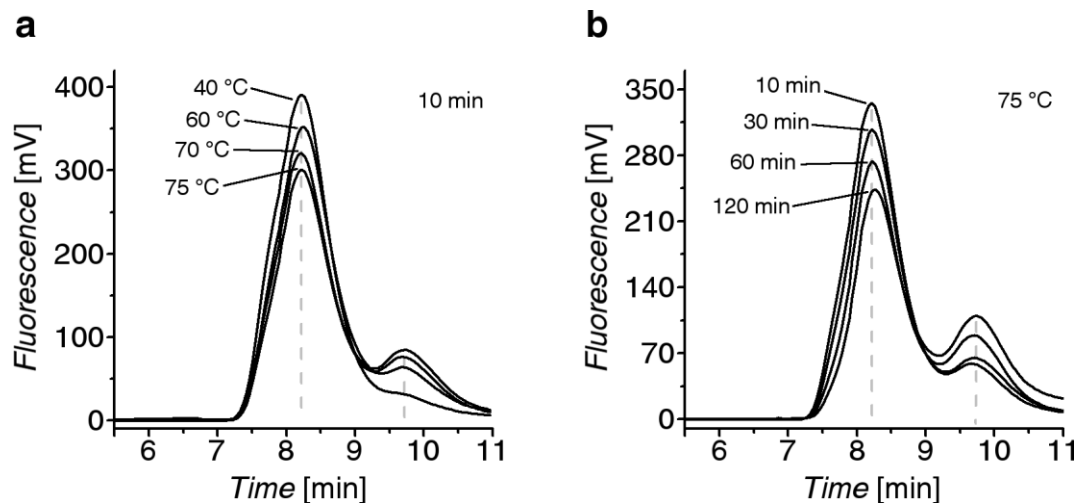 a
400
300
200
100
0
Fluorescence [mV]
40 °C
60 °C
70 °C
75 °C
10 min
6 7 8 9 10 11
Time [min]
b
350
280
210
140
70
0
Fluorescence [mV]
10 min
30 min
60 min
120 min
75 °C
6 7 8 9 10 11
Time [min]